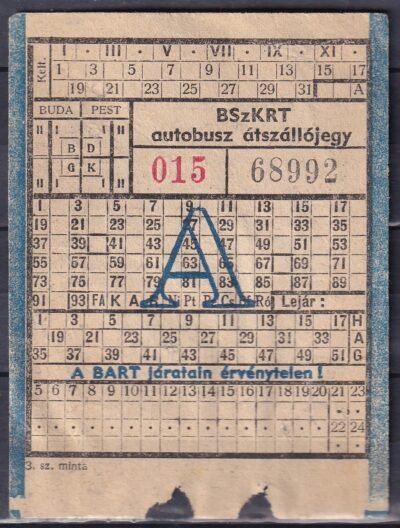 Kelt. I · III · V · VII · IX · XI ·
1 3 5 7 9 11 13 15 17
19 21 23 25 27 29 31 A
BUDA PEST
B D
G K
BSzKRT
autobusz átszállójegy
015 68992
1 3 5 7 9 11 13 15 17
19 21 23 25 27 29 31 33 35
37 39 41 43 45 47 49 51 53
55 57 59 61 63 65 67 69 71
73 75 77 79 81 83 85 87 89
91 93 FA K A Ni Pt Cs Ró Lejár:
A
1 3 5 7 9 11 13 15 17 H
19 21 23 25 27 29 31 33 A
35 37 39 41 43 45 47 49 51 G
A BART járatain érvénytelen!
5 6 7 8 9 10 11 12 13 14 15 16 17 18 19 20 21 23
22 24
3. sz. minta